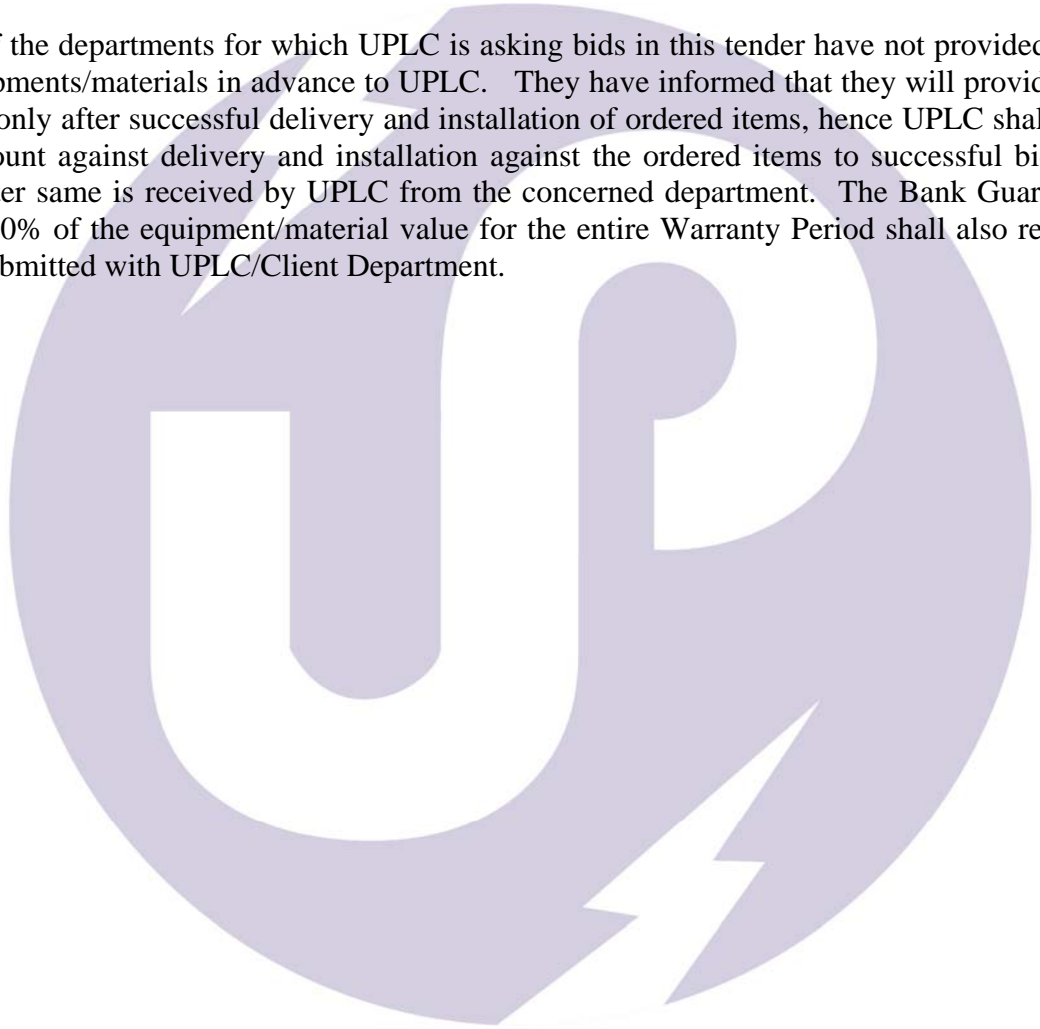 the departments for which UPLC is asking bids in this tender have not provided
pments/materials in advance to UPLC. They have informed that they will provid
only after successful delivery and installation of ordered items, hence UPLC shal
ount against delivery and installation against the ordered items to successful bi
er same is received by UPLC from the concerned department. The Bank Guar
0% of the equipment/material value for the entire Warranty Period shall also re
bmitted with UPLC/Client Department.
UP